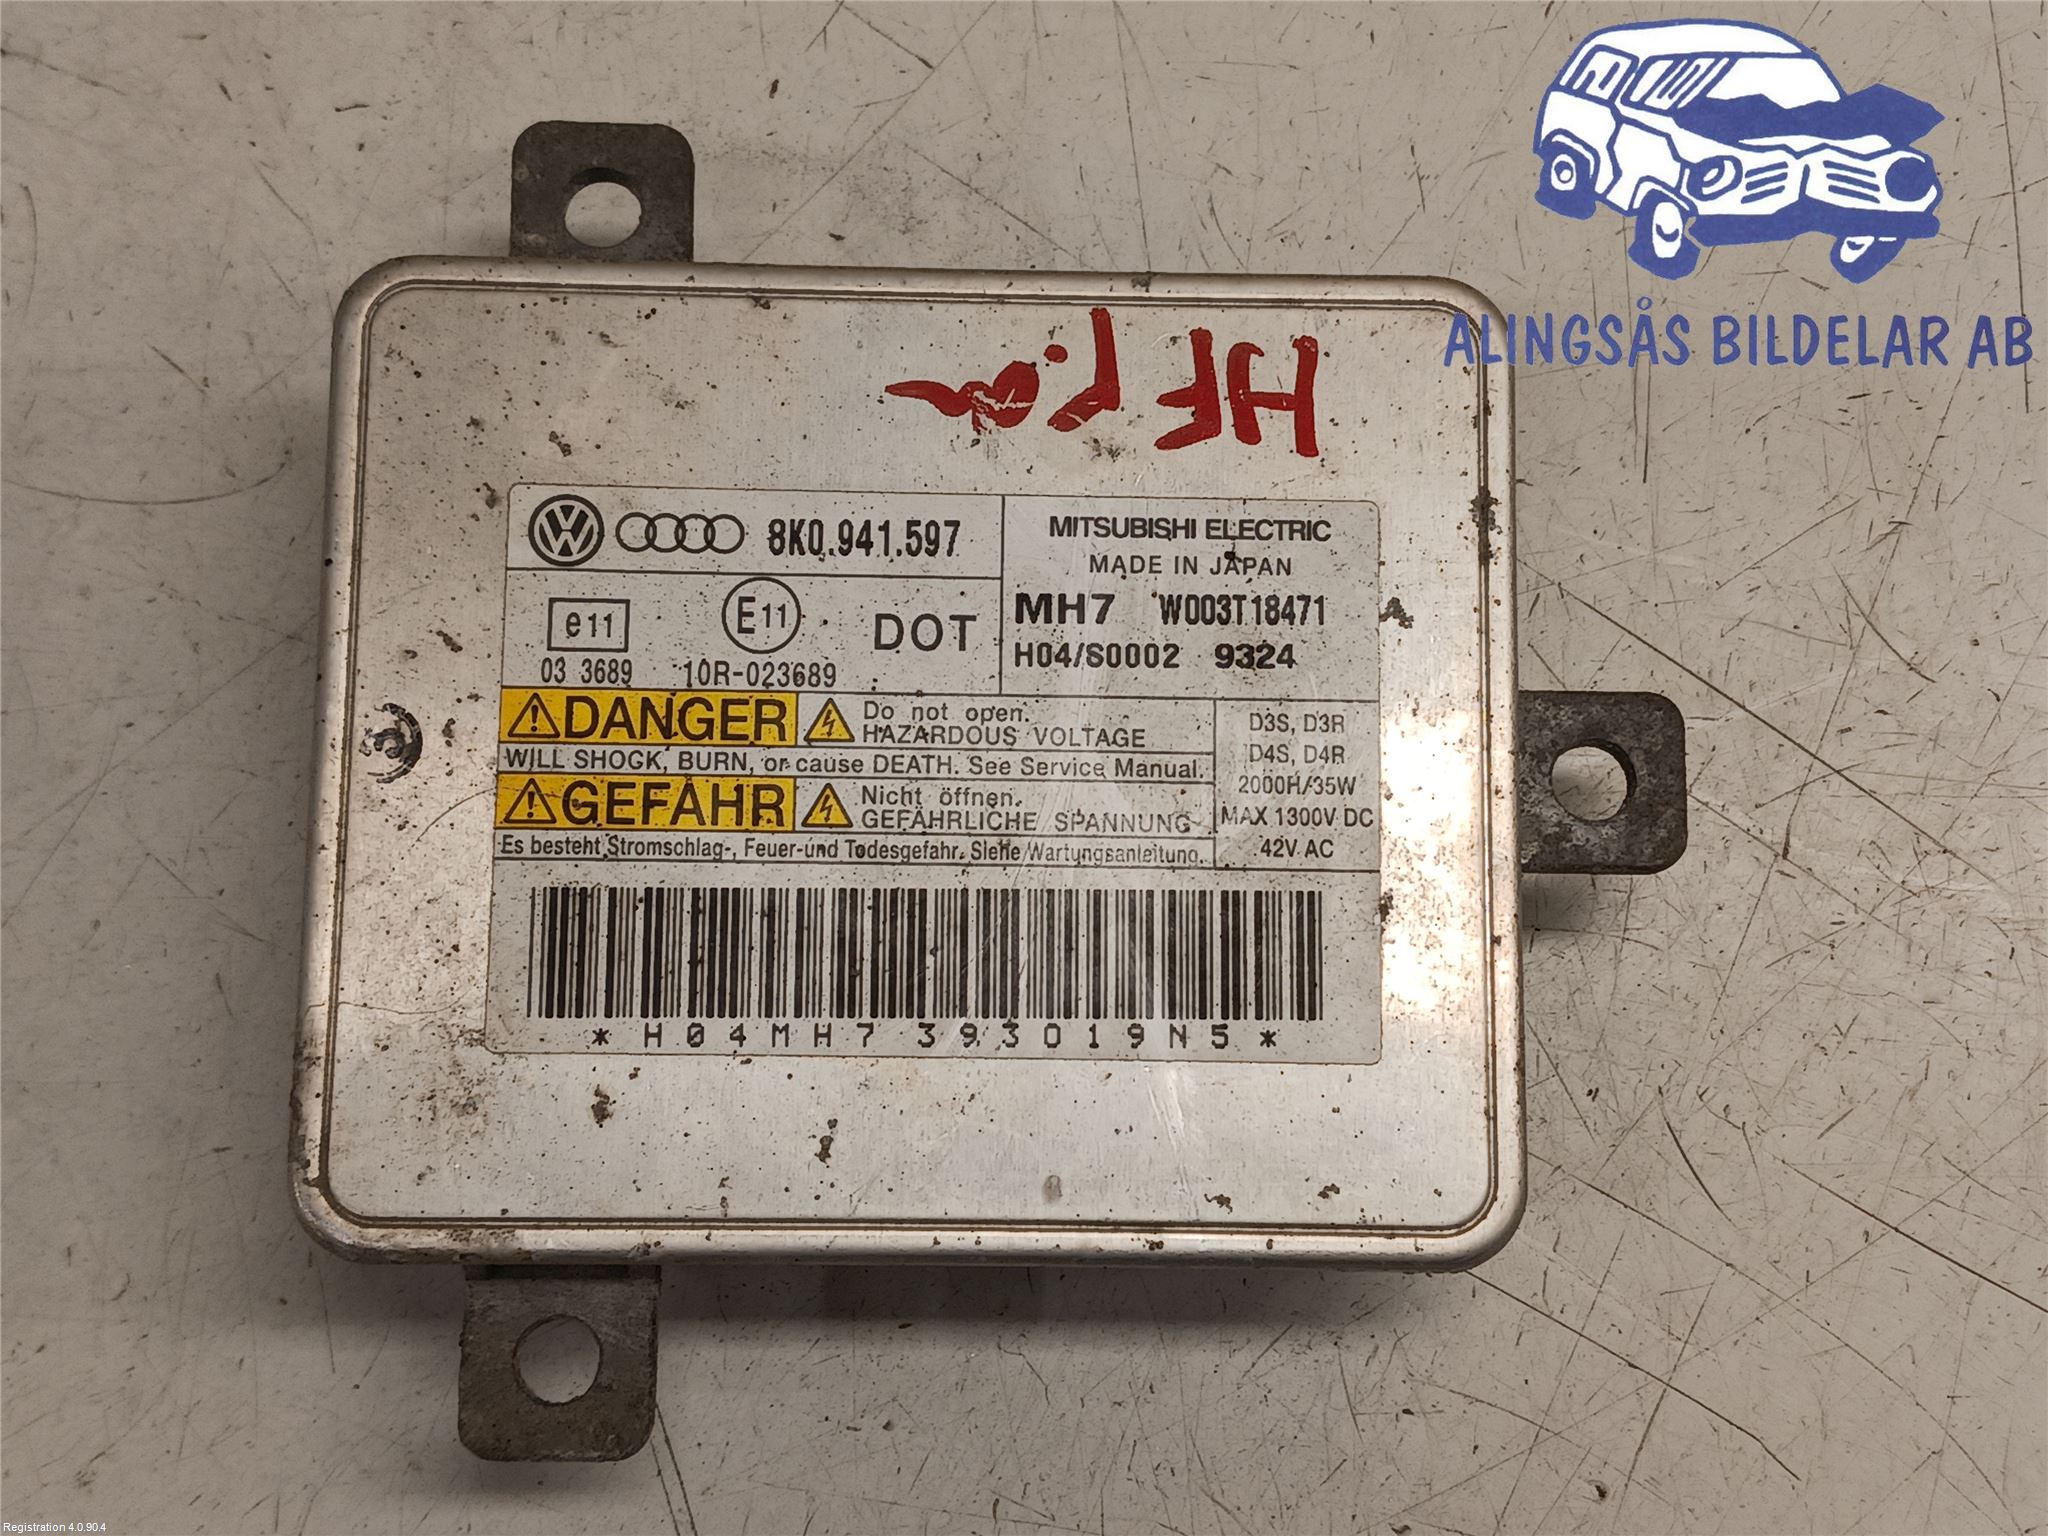 ALINGSÅS BILDELAR AB
HF
8K0.941.597
MITSUBISHI ELECTRIC
MADE IN JAPAN
e11
E11
DOT
MH7 W003T18471 A
03 3689 10R-023689
H04/S0002 9324
DANGER
Do not open.
HAZARDOUS VOLTAGE
WILL SHOCK, BURN, or cause DEATH. See Service Manual.
GEFAHR
Nicht öffnen.
GEFÄHRLICHE SPANNUNG
Es besteht Stromschlag-, Feuer-und Todesgefahr. Siehe Wartungsanleitung.
D3S, D3R
D4S, D4R
2000H/35W
MAX 1300V DC
42V AC
*H04MH7393019N5*
Registration 4.0.90.4